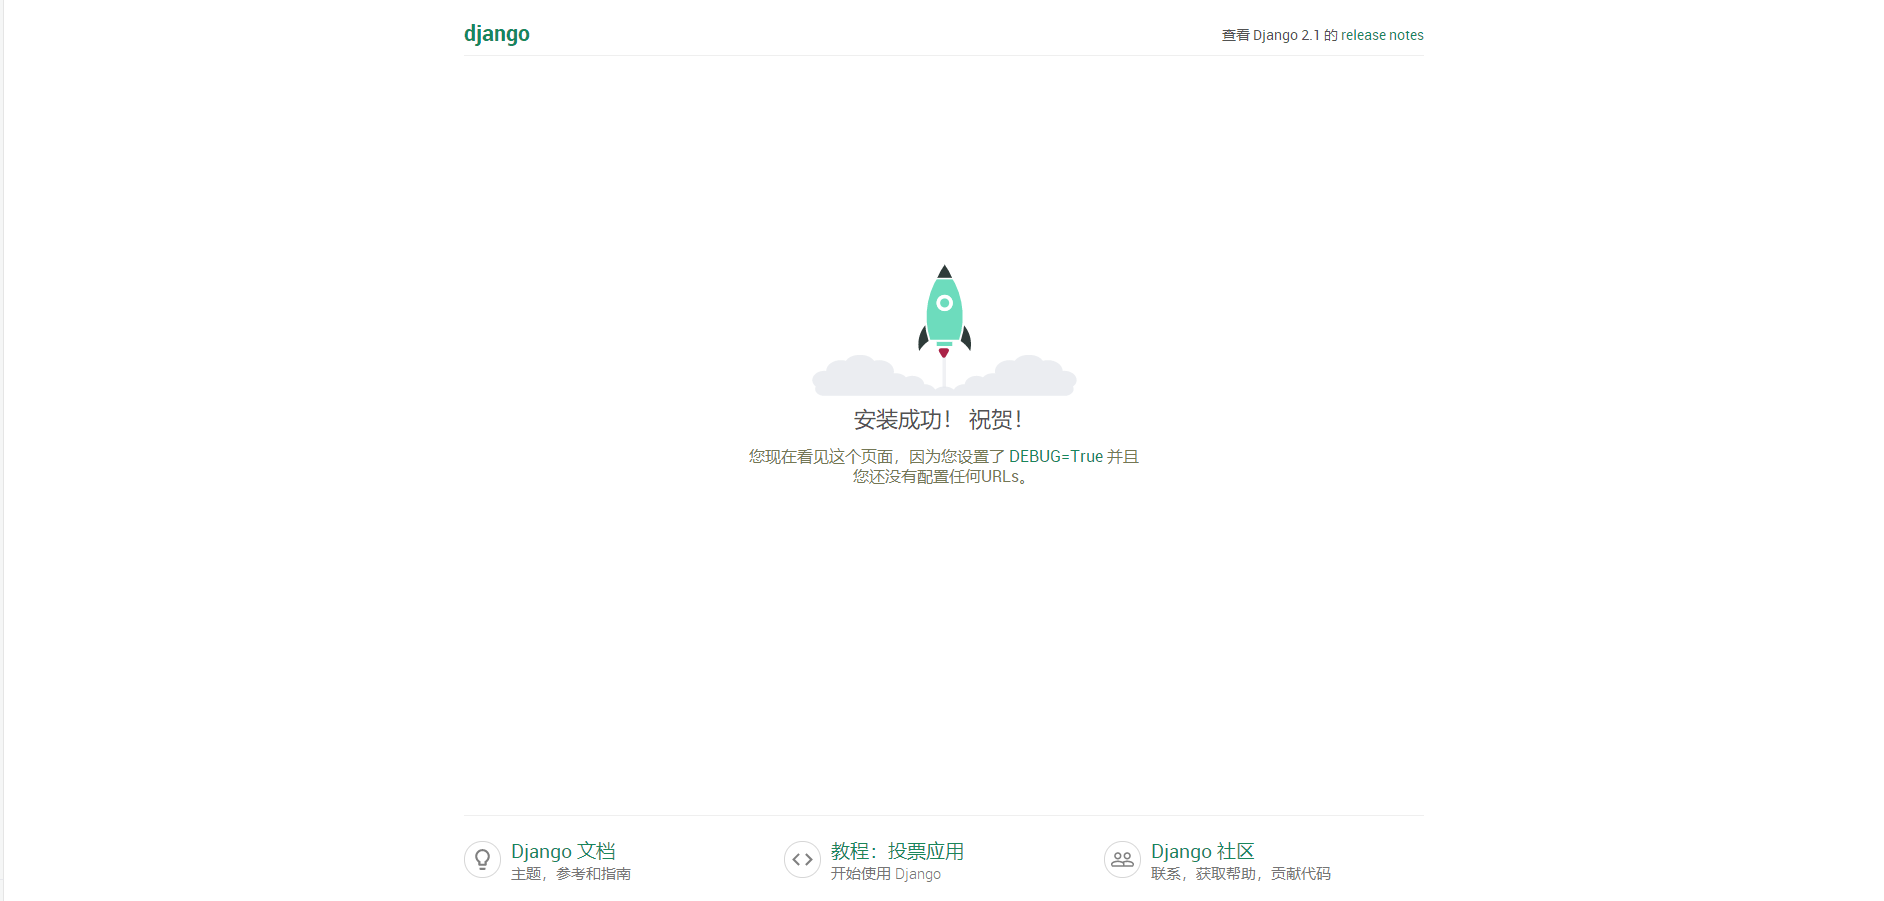 django
查看 Django 2.1 的 release notes
安装成功！ 祝贺！
您现在看见这个页面，因为您设置了 DEBUG=True 并且
您还没有配置任何URLs。
Django 文档
主题，参考和指南
教程：投票应用
开始使用 Django
Django 社区
联系，获取帮助，贡献代码